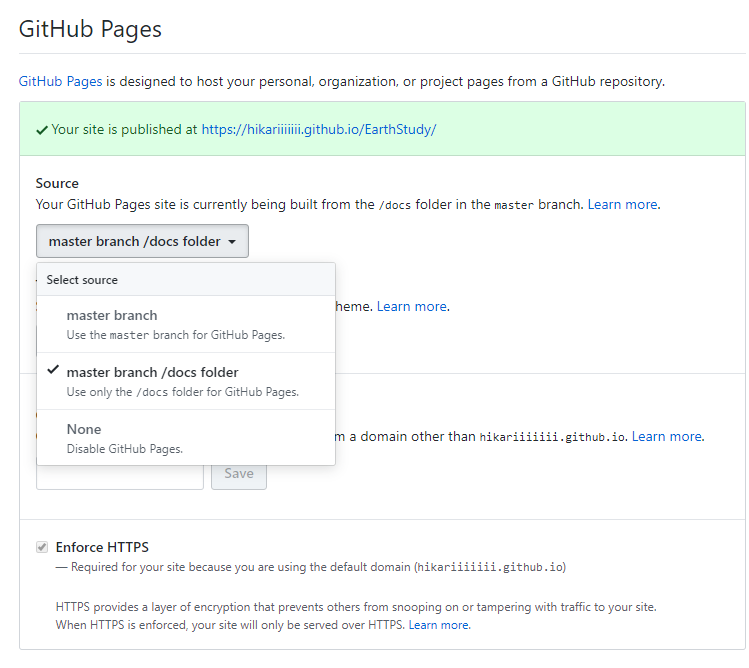 GitHub Pages
GitHub Pages is designed to host your personal, organization, or project pages from a GitHub repository.
Your site is published at https://hikariiiiiii.github.io/EarthStudy/
Source
Your GitHub Pages site is currently being built from the /docs folder in the master branch. Learn more.
master branch /docs folder
Select source
heme. Learn more.
master branch
Use the master branch for GitHub Pages.
master branch /docs folder
Use only the /docs folder for GitHub Pages.
None
Disable GitHub Pages.
m a domain other than hikariiiiiii.github.io. Learn more.
Save
Enforce HTTPS
— Required for your site because you are using the default domain (hikariiiiiii.github.io)
HTTPS provides a layer of encryption that prevents others from snooping on or tampering with traffic to your site.
When HTTPS is enforced, your site will only be served over HTTPS. Learn more.